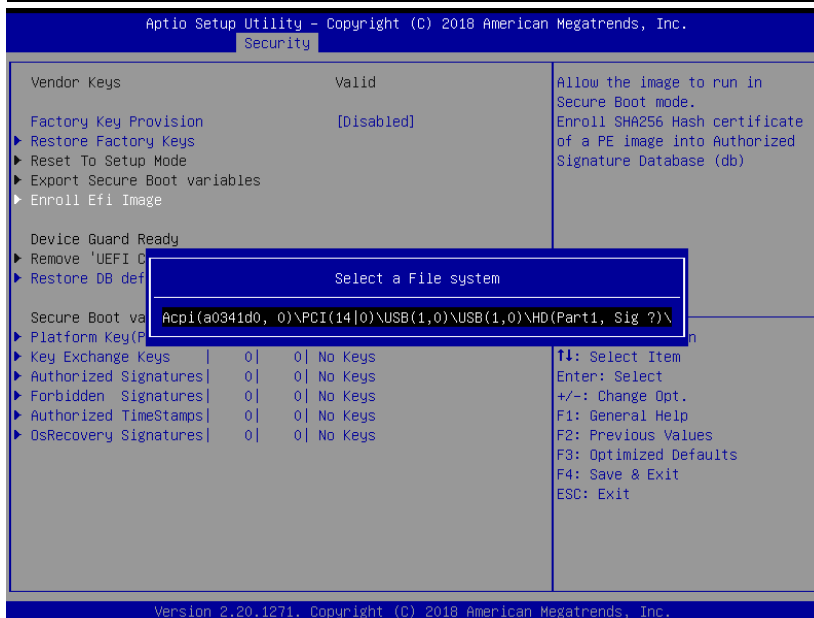 Aptio Setup Utility – Copyright (C) 2018 American Megatrends, Inc.
Security
Vendor Keys Valid
Factory Key Provision [Disabled]
Restore Factory Keys
Reset To Setup Mode
Export Secure Boot variables
Enroll Efi Image
Device Guard Ready
Remove 'UEFI C
Restore DB def
Secure Boot va
Platform Key(P
Key Exchange Keys | 0| 0| No Keys
Authorized Signatures| 0| 0| No Keys
Forbidden Signatures| 0| 0| No Keys
Authorized TimeStamps| 0| 0| No Keys
OsRecovery Signatures| 0| 0| No Keys
Select a File system
Acpi(a0341d0, 0)\PCI(14|0)\USB(1,0)\USB(1,0)\HD(Part1, Sig ?)\
Allow the image to run in
Secure Boot mode.
Enroll SHA256 Hash certificate
of a PE image into Authorized
Signature Database (db)
n
↑↓: Select Item
Enter: Select
+/-: Change Opt.
F1: General Help
F2: Previous Values
F3: Optimized Defaults
F4: Save & Exit
ESC: Exit
Version 2.20.1271. Copyright (C) 2018 American Megatrends, Inc.